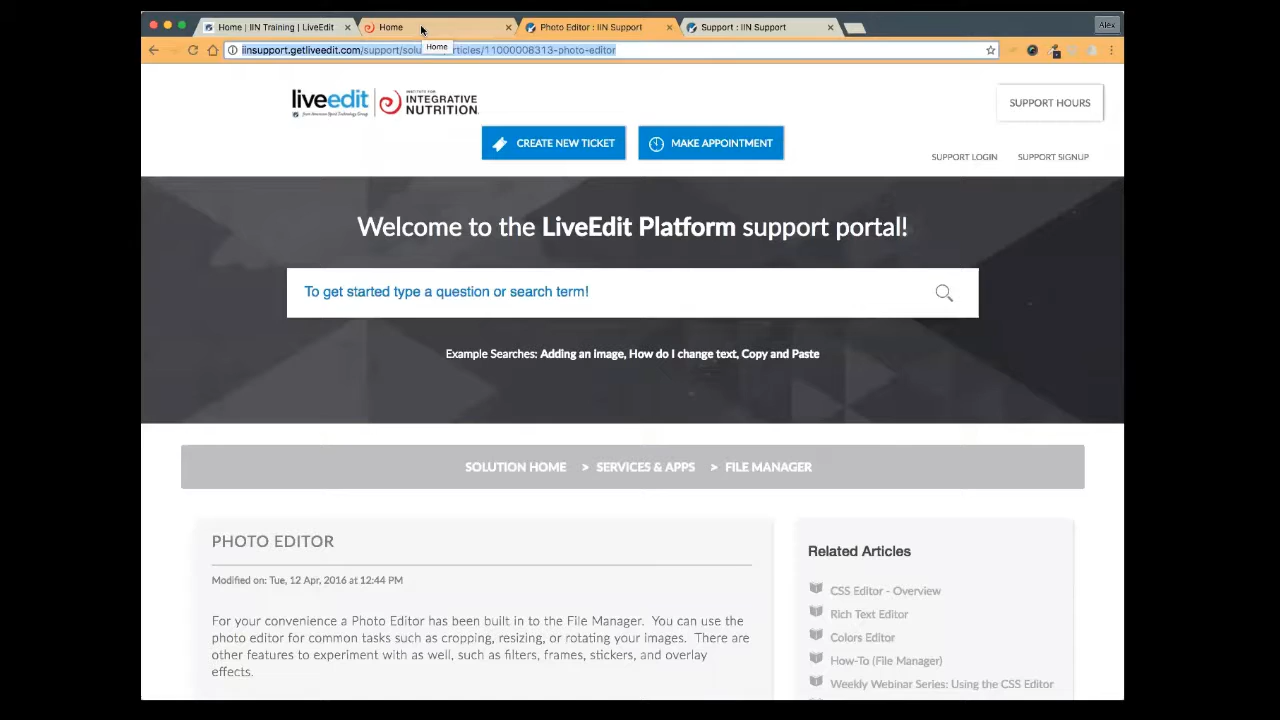 Home | IIN Training | LiveEdit
Home
Photo Editor : IIN Support
Support : IIN Support
Alex
iinsupport.getliveedit.com/support/solu
rticles/11000008313-photo-editor
Home
liveedit
INSTITUTE FOR
INTEGRATIVE
NUTRITION
SUPPORT HOURS
CREATE NEW TICKET
MAKE APPOINTMENT
SUPPORT LOGIN
SUPPORT SIGNUP
Welcome to the LiveEdit Platform support portal!
To get started type a question or search term!
Example Searches: Adding an image, How do I change text, Copy and Paste
SOLUTION HOME > SERVICES & APPS > FILE MANAGER
PHOTO EDITOR
Modified on: Tue, 12 Apr, 2016 at 12:44 PM
For your convenience a Photo Editor has been built in to the File Manager. You can use the
photo editor for common tasks such as cropping, resizing, or rotating your images. There are
other features to experiment with as well, such as filters, frames, stickers, and overlay
effects.
Related Articles
CSS Editor - Overview
Rich Text Editor
Colors Editor
How-To (File Manager)
Weekly Webinar Series: Using the CSS Editor